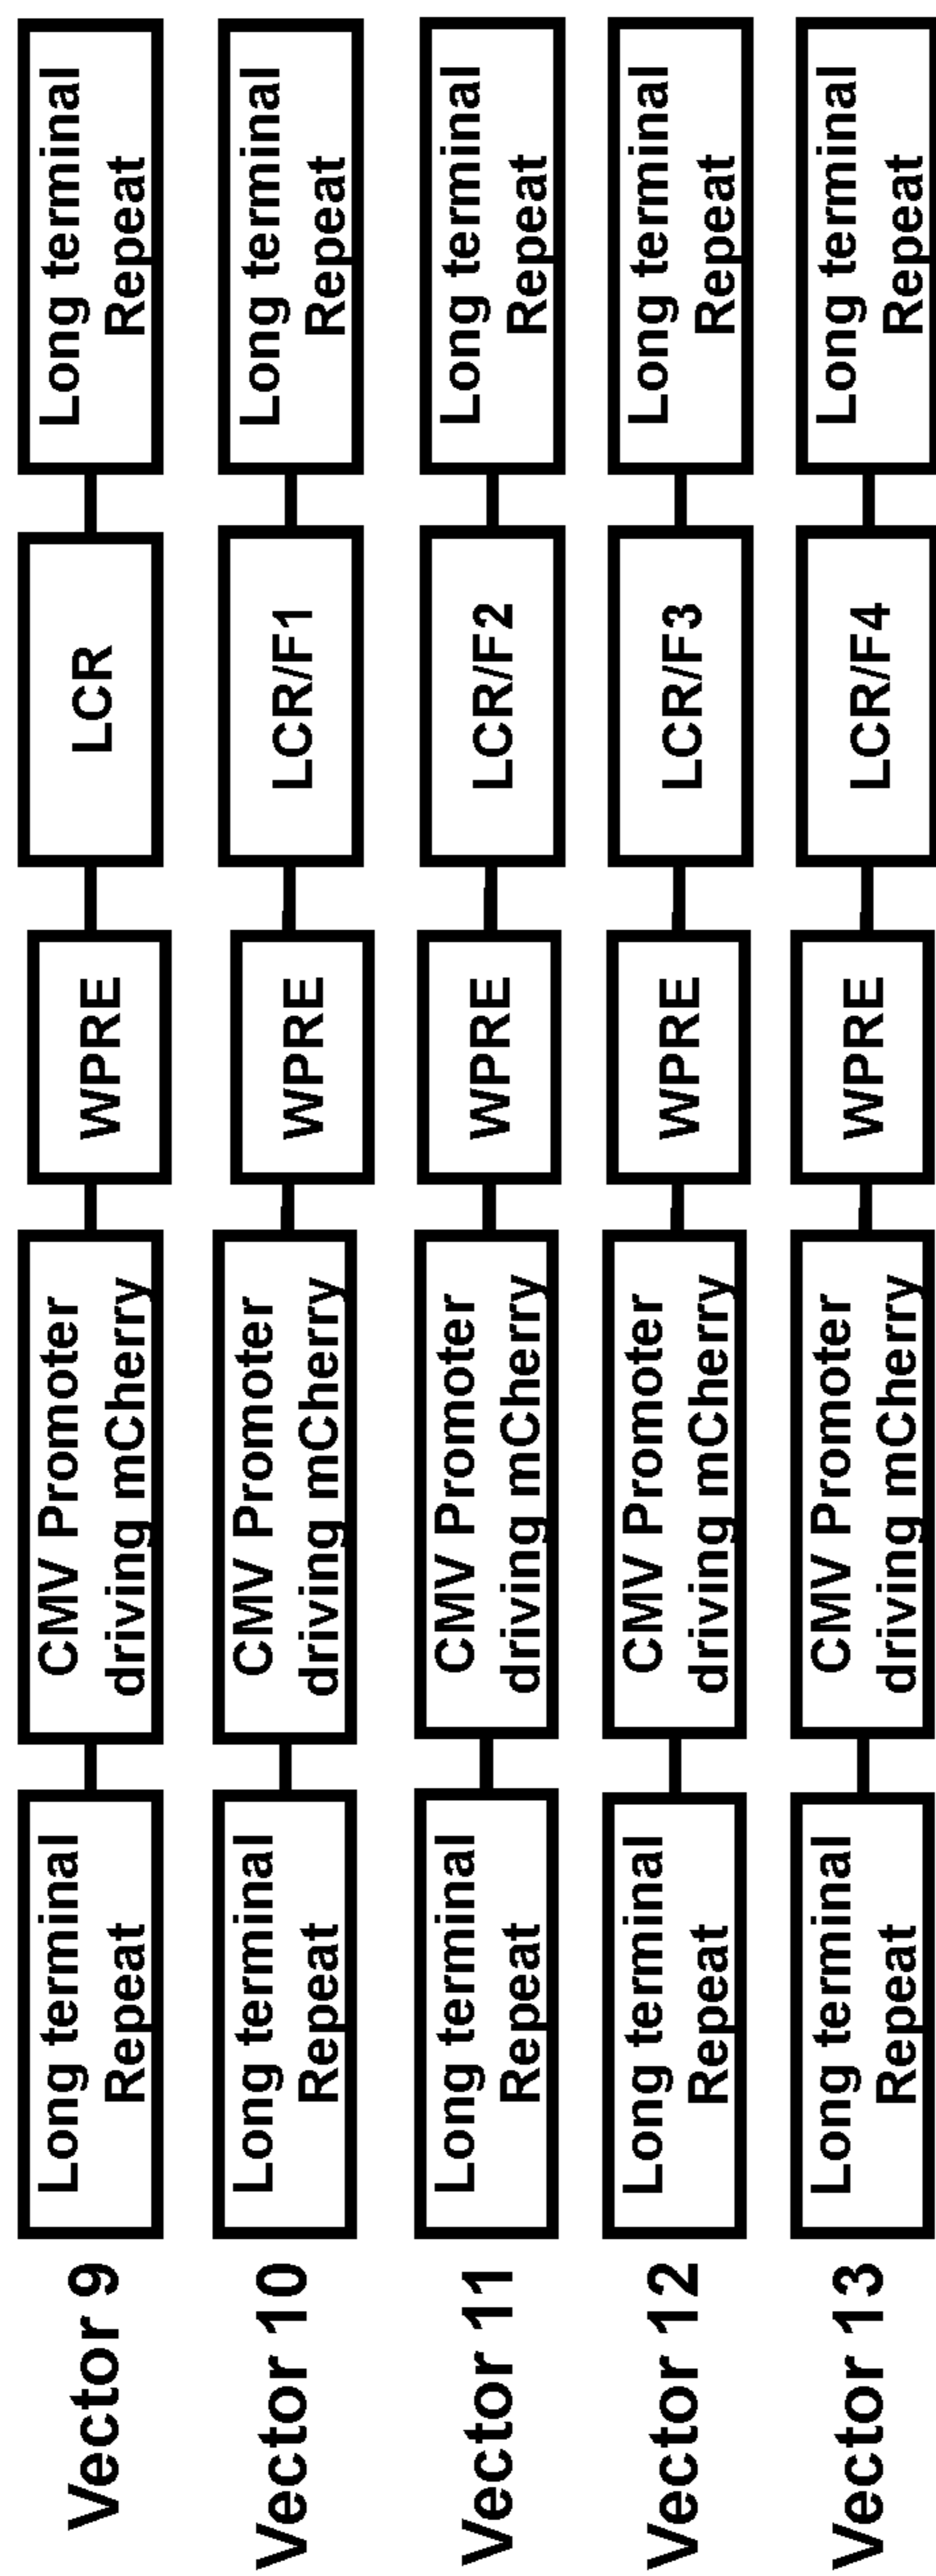 Vector 9
Long terminal
Repeat
CMV Promoter
driving mCherry
WPRE
LCR
Long terminal
Repeat
Vector 10
Long terminal
Repeat
CMV Promoter
driving mCherry
WPRE
LCR/F1
Long terminal
Repeat
Vector 11
Long terminal
Repeat
CMV Promoter
driving mCherry
WPRE
LCR/F2
Long terminal
Repeat
Vector 12
Long terminal
Repeat
CMV Promoter
driving mCherry
WPRE
LCR/F3
Long terminal
Repeat
Vector 13
Long terminal
Repeat
CMV Promoter
driving mCherry
WPRE
LCR/F4
Long terminal
Repeat